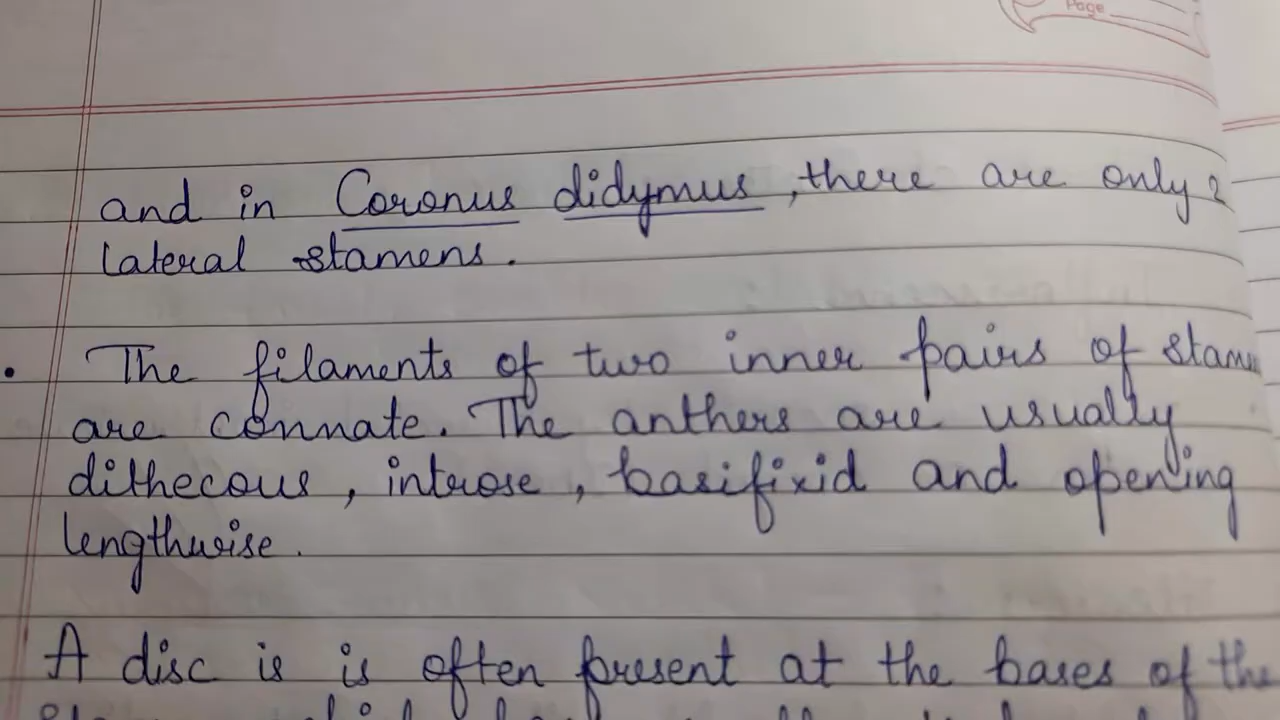 Page
and in Coronus didymus, there are only 2
lateral stamens.
• The filaments of two inner pairs of
are connate. The anthers are usually
dithecous, introse, basifixid and opening
lengthwise.
A disc is is often present at the bases of the